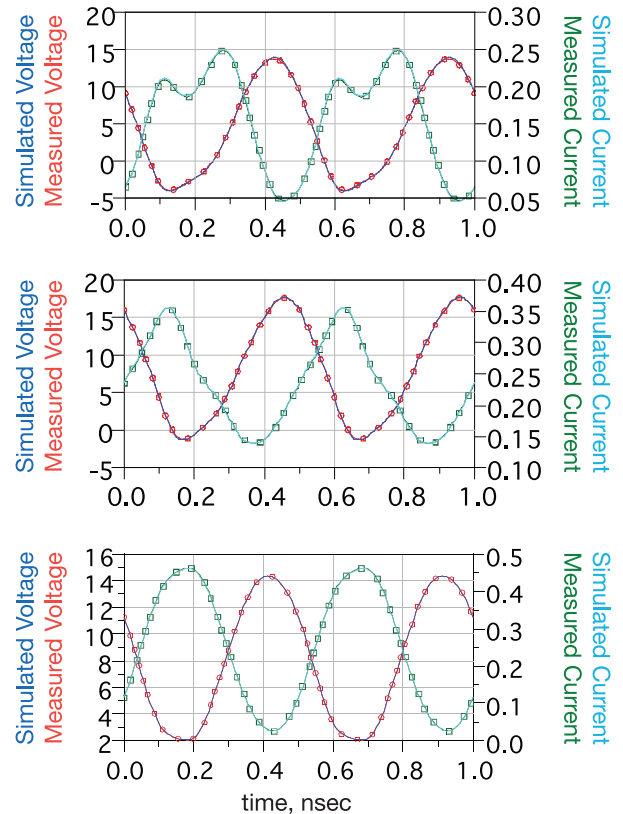 Simulated Voltage
Measured Voltage
20
15
10
5
0
-5
0.0 0.2 0.4 0.6 0.8 1.0
0.30
0.25
0.20
0.15
0.10
0.05
Simulated Current
Measured Current
Simulated Voltage
Measured Voltage
20
15
10
5
0
-5
0.0 0.2 0.4 0.6 0.8 1.0
0.40
0.35
0.30
0.25
0.20
0.15
0.10
Simulated Current
Measured Current
Simulated Voltage
Measured Voltage
16
14
12
10
8
6
4
2
0.0 0.2 0.4 0.6 0.8 1.0
time, nsec
0.5
0.4
0.3
0.2
0.1
0.0
Simulated Current
Measured Current